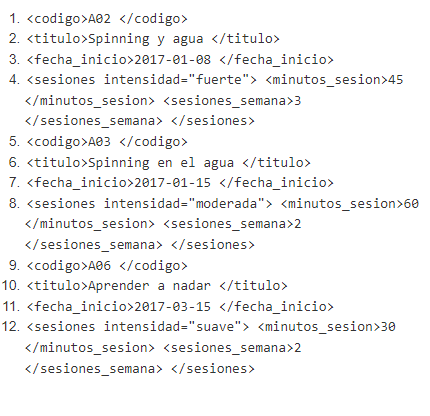 1. <codigo>A02 </codigo>
2. <titulo>Spinning y agua </titulo>
3. <fecha_inicio>2017-01-08 </fecha_inicio>
4. <sesiones intensidad="fuerte"> <minutos_sesion>45
</minutos_sesion> <sesiones_semana>3
</sesiones_semana> </sesiones>
5. <codigo>A03 </codigo>
6. <titulo>Spinning en el agua </titulo>
7. <fecha_inicio>2017-01-15 </fecha_inicio>
8. <sesiones intensidad="moderada"> <minutos_sesion>60
</minutos_sesion> <sesiones_semana>2
</sesiones_semana> </sesiones>
9. <codigo>A06 </codigo>
10. <titulo>Aprender a nadar </titulo>
11. <fecha_inicio>2017-03-15 </fecha_inicio>
12. <sesiones intensidad="suave"> <minutos_sesion>30
</minutos_sesion> <sesiones_semana>2
</sesiones_semana> </sesiones>